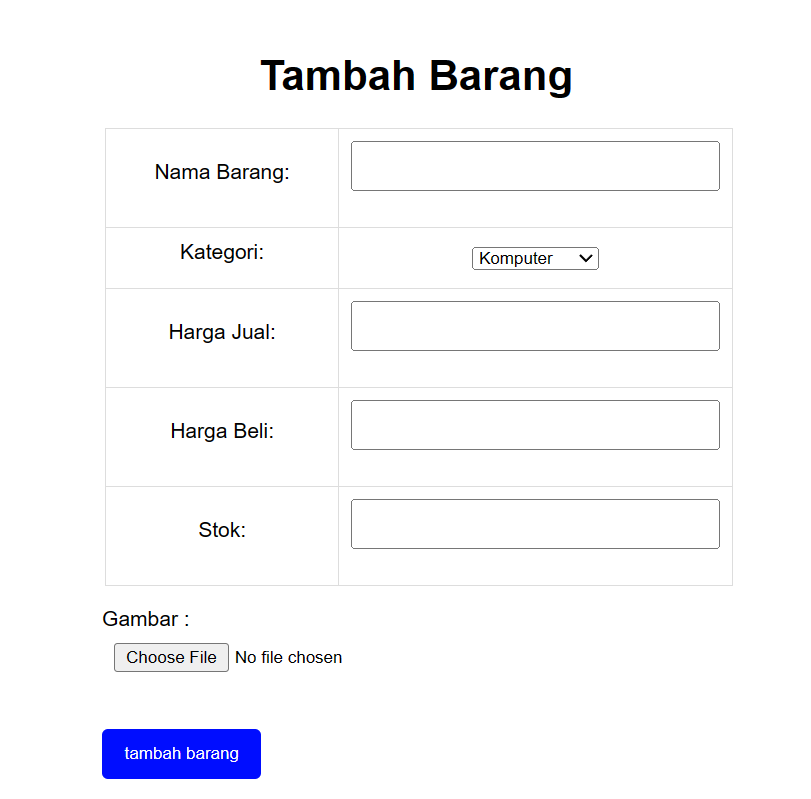 Tambah Barang
Nama Barang:
Kategori: Komputer
Harga Jual:
Harga Beli:
Stok:
Gambar :
Choose File No file chosen
tambah barang